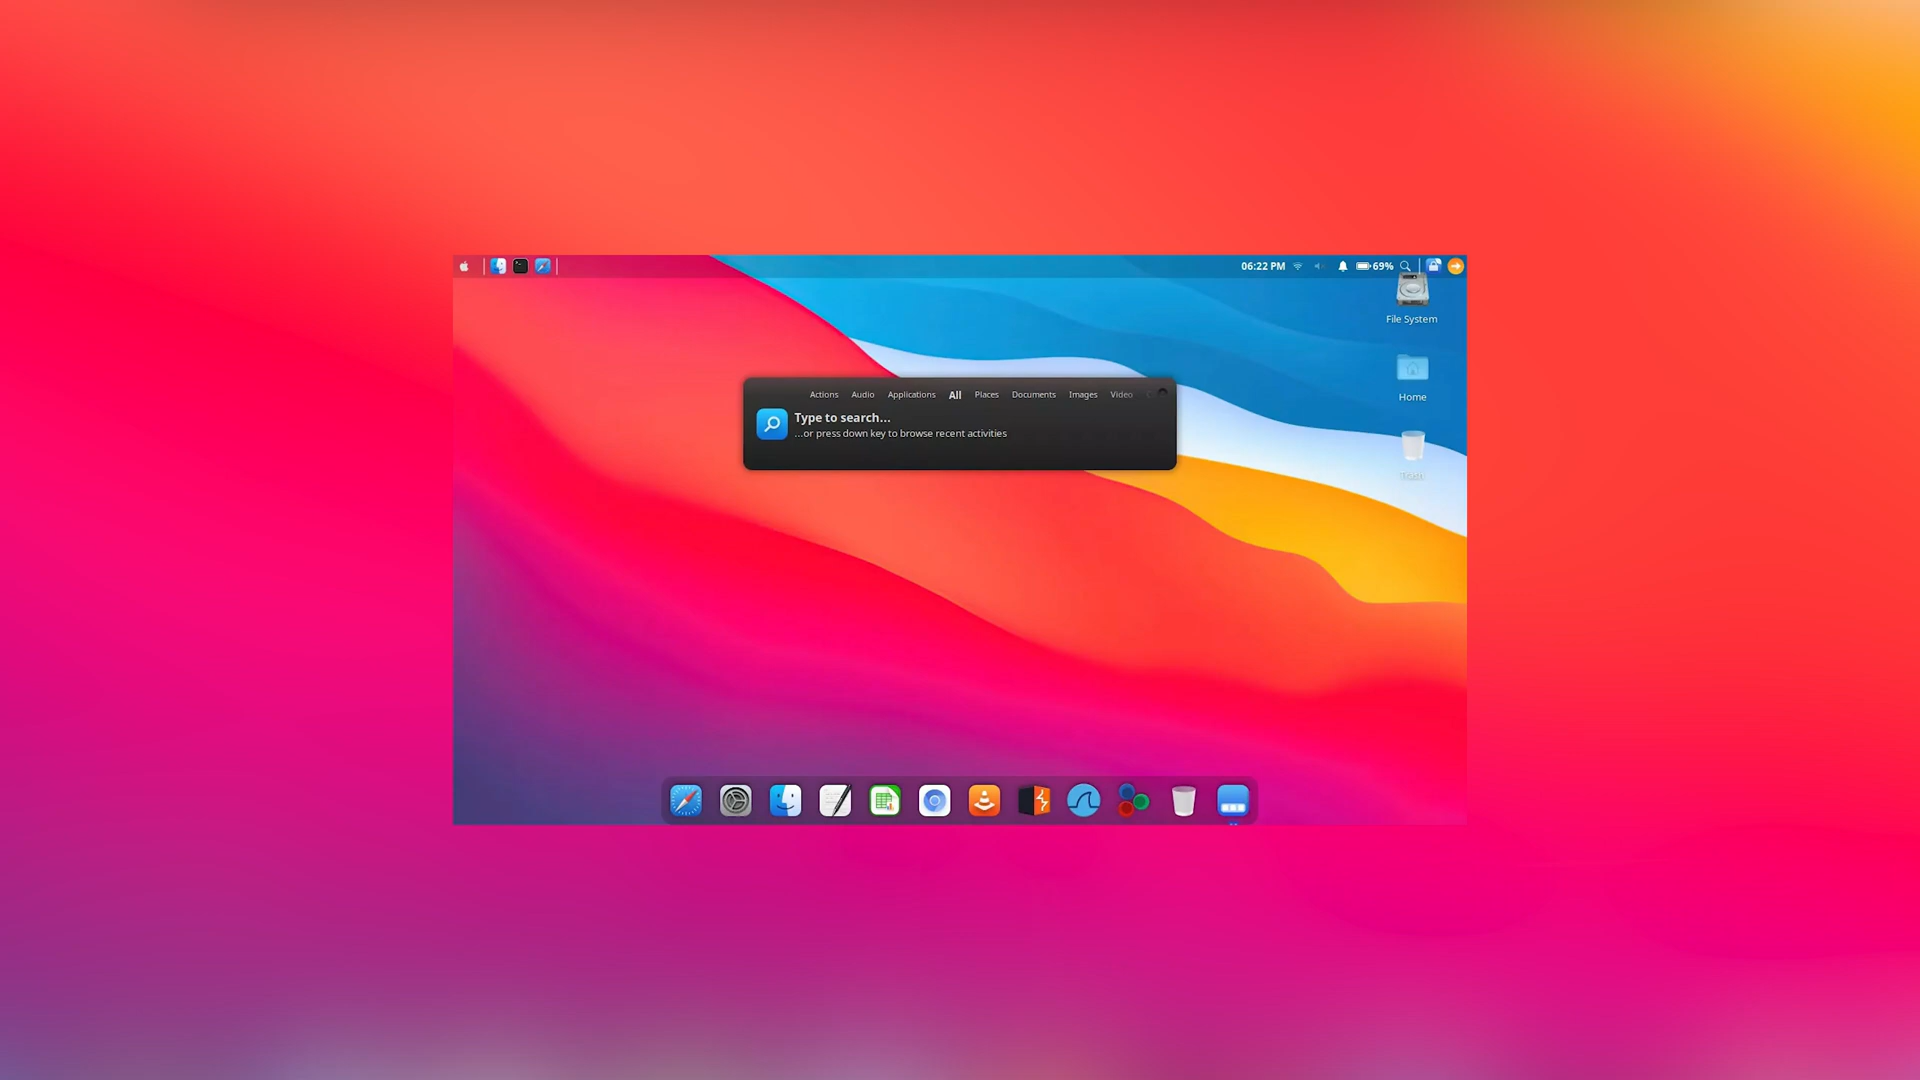 06:22 PM 69%
File System
Home
Trash
Actions Audio Applications All Places Documents Images Video
Type to search...
...or press down key to browse recent activities